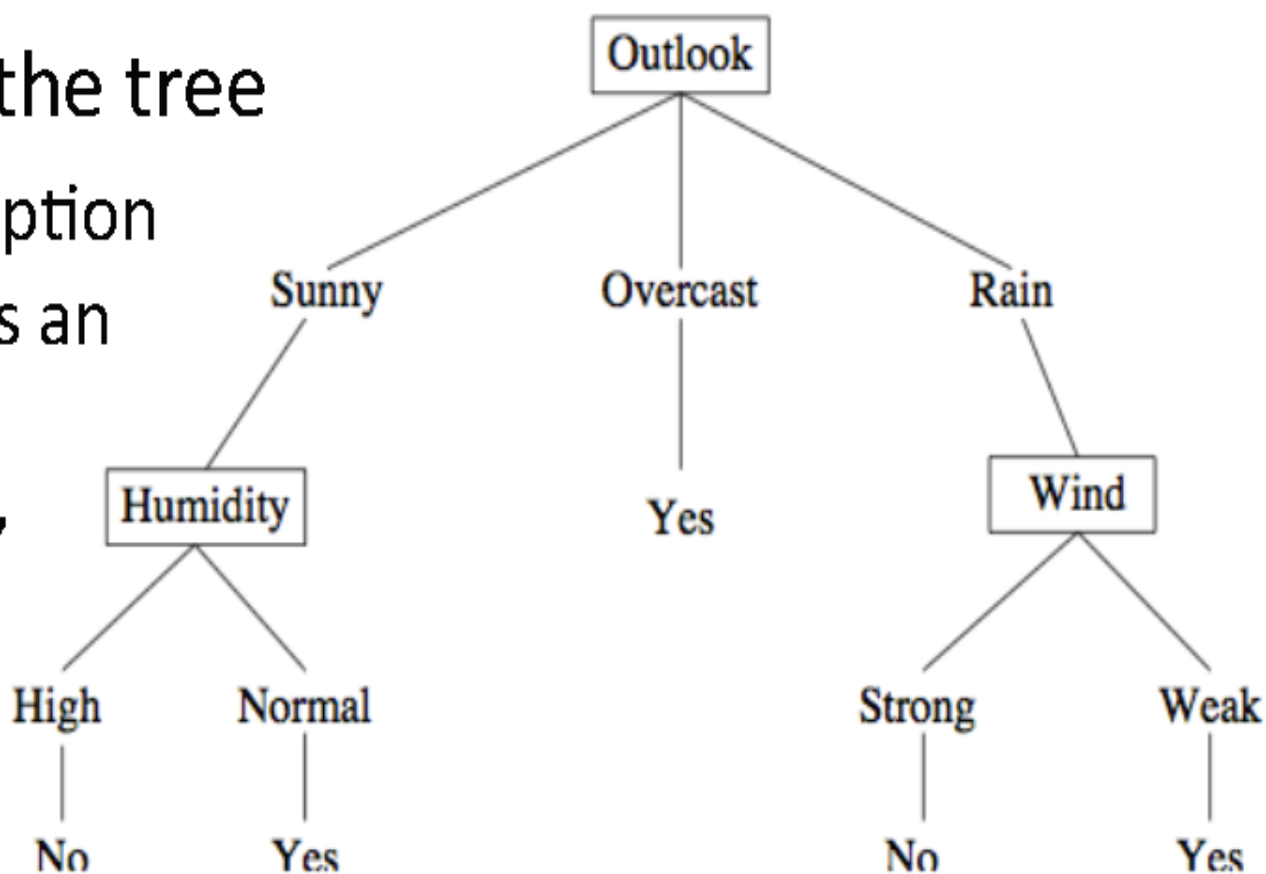 Outlook
the tree
ption
Sunny Overcast Rain
s an
Humidity Yes Wind
,
High Normal Strong Weak
No Yes No Yes